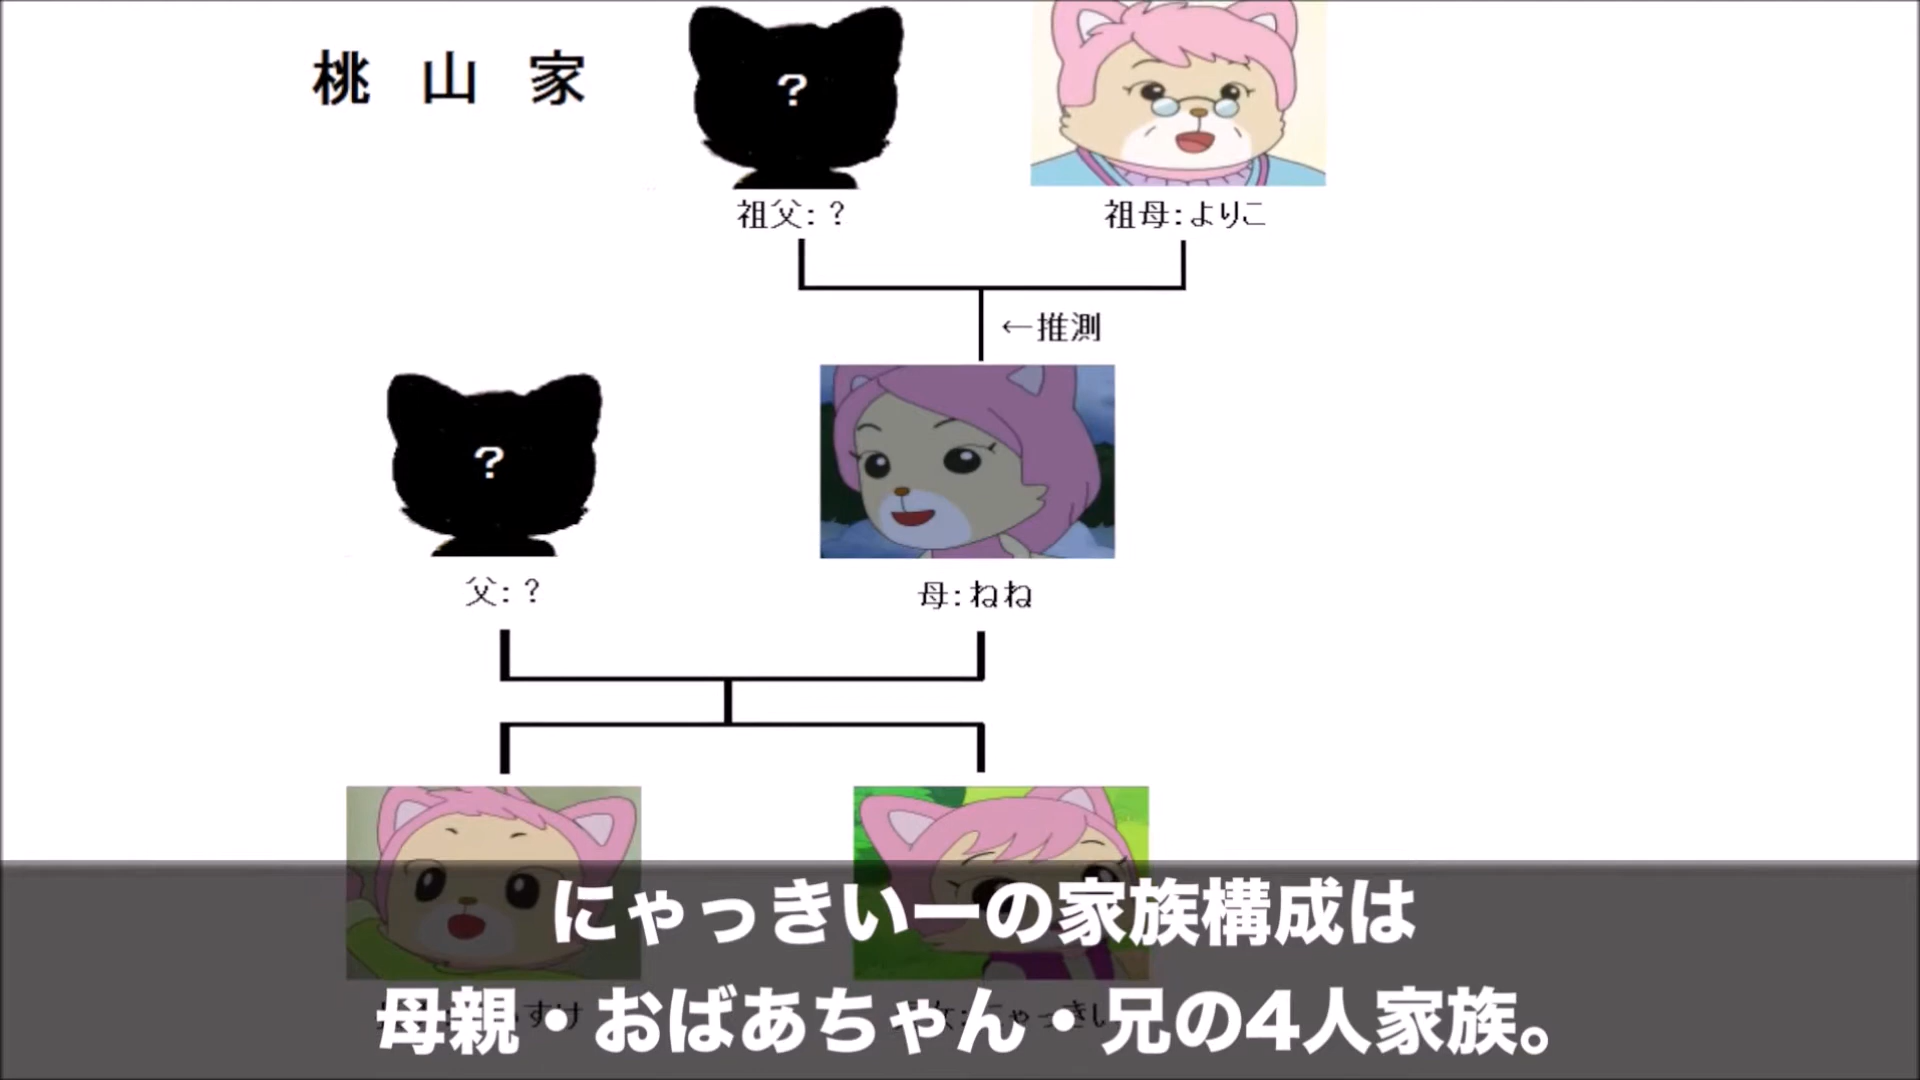 桃 山 家
?
祖父:?
祖母:よりこ
←推測
?
父:?
母:ねね
にゃっきいーの家族構成は
母親・おばあちゃん・兄の4人家族。